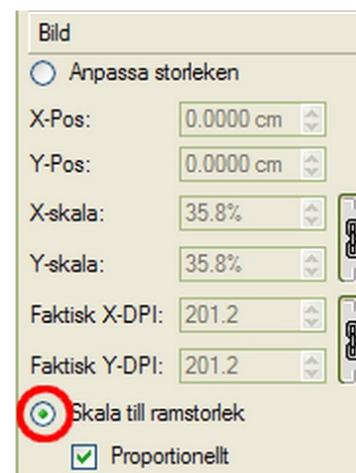 Bild
Anpassa storleken
X-Pos: 0.0000 cm
Y-Pos: 0.0000 cm
X-skala: 35.8%
Y-skala: 35.8%
Faktisk X-DPI: 201.2
Faktisk Y-DPI: 201.2
Skala till ramstorlek
Proportionellt